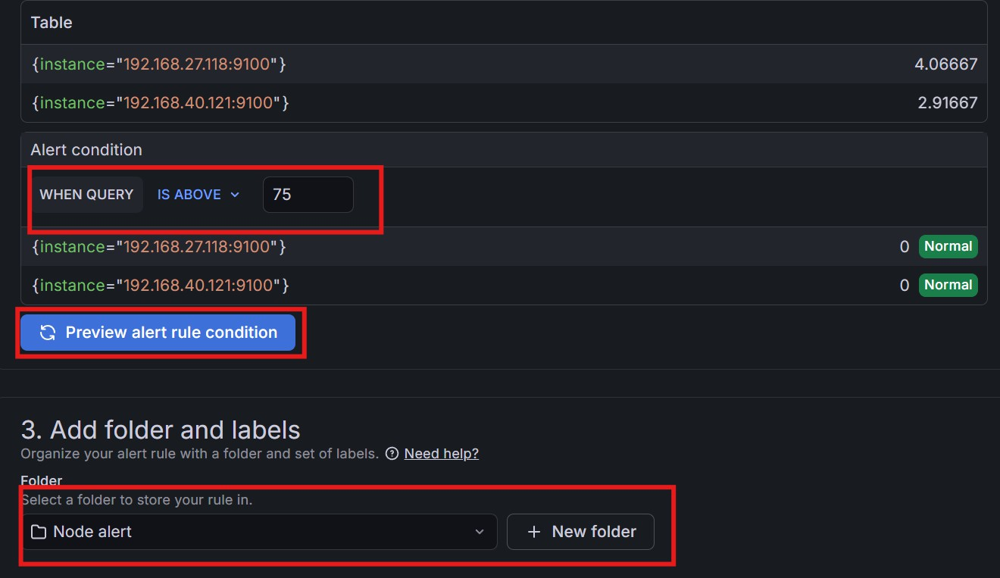 Table
{instance="192.168.27.118:9100"} 4.06667
{instance="192.168.40.121:9100"} 2.91667
Alert condition
WHEN QUERY IS ABOVE 75
{instance="192.168.27.118:9100"} 0 Normal
{instance="192.168.40.121:9100"} 0 Normal
Preview alert rule condition
3. Add folder and labels
Organize your alert rule with a folder and set of labels. Need help?
Folder
Select a folder to store your rule in.
Node alert + New folder